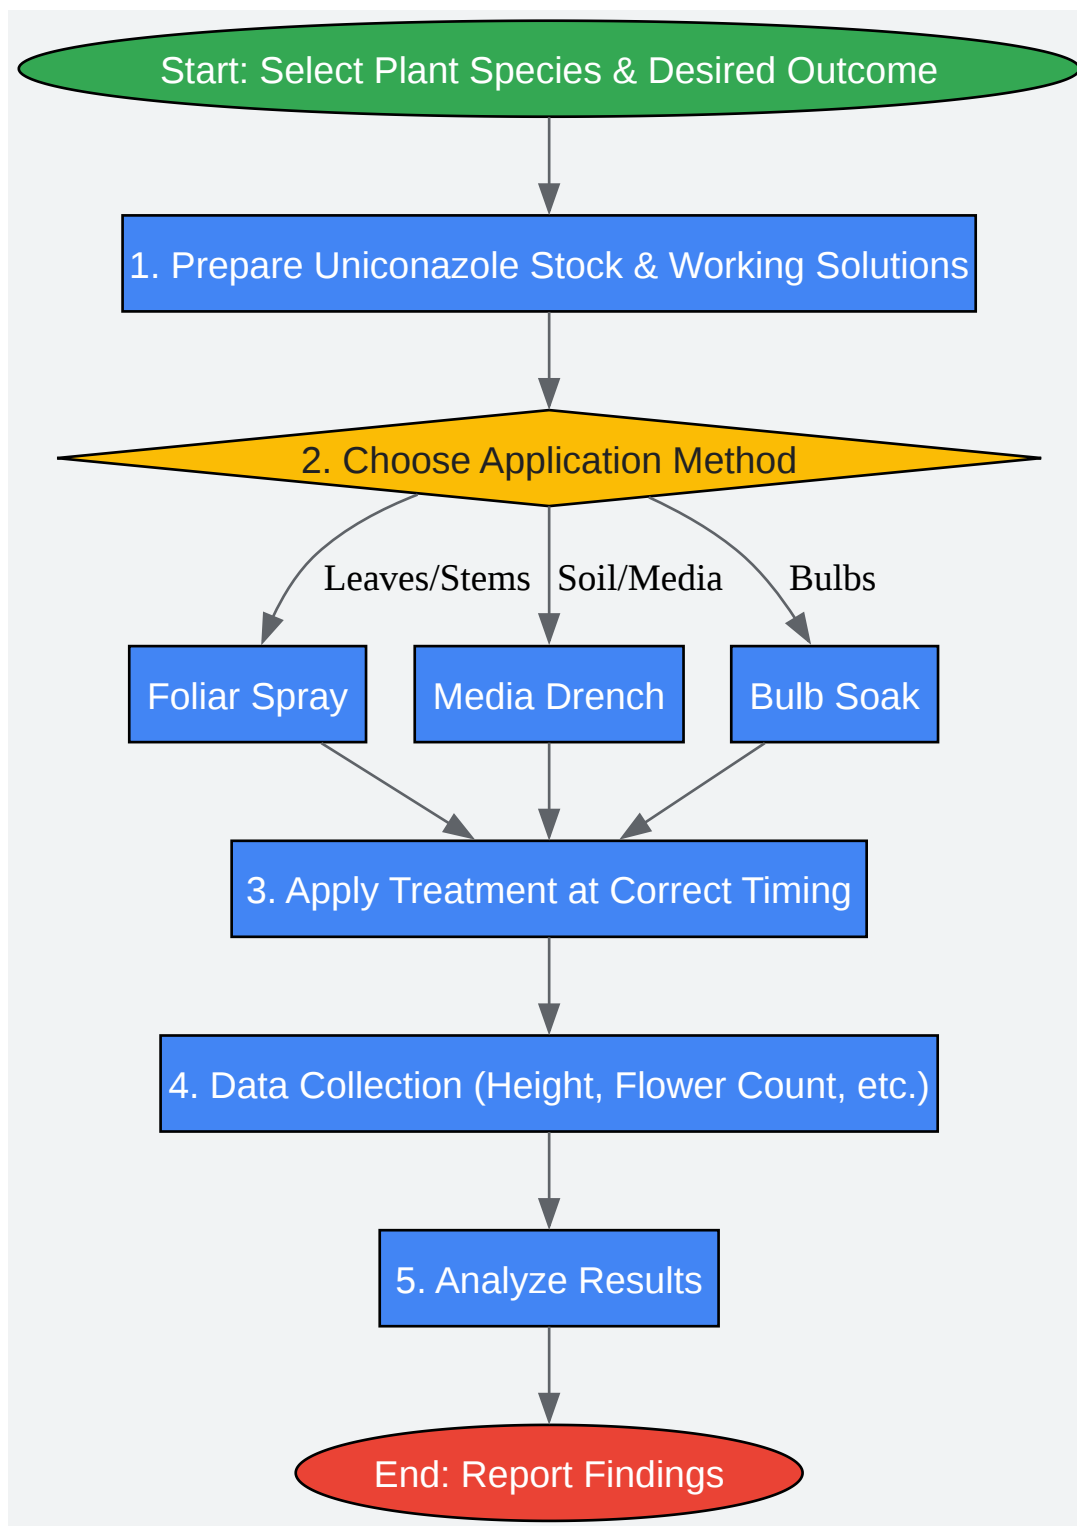 Start: Select Plant Species & Desired Outcome
1. Prepare Uniconazole Stock & Working Solutions
2. Choose Application Method
Leaves/Stems
Soil/Media
Bulbs
Foliar Spray
Media Drench
Bulb Soak
3. Apply Treatment at Correct Timing
4. Data Collection (Height, Flower Count, etc.)
5. Analyze Results
End: Report Findings